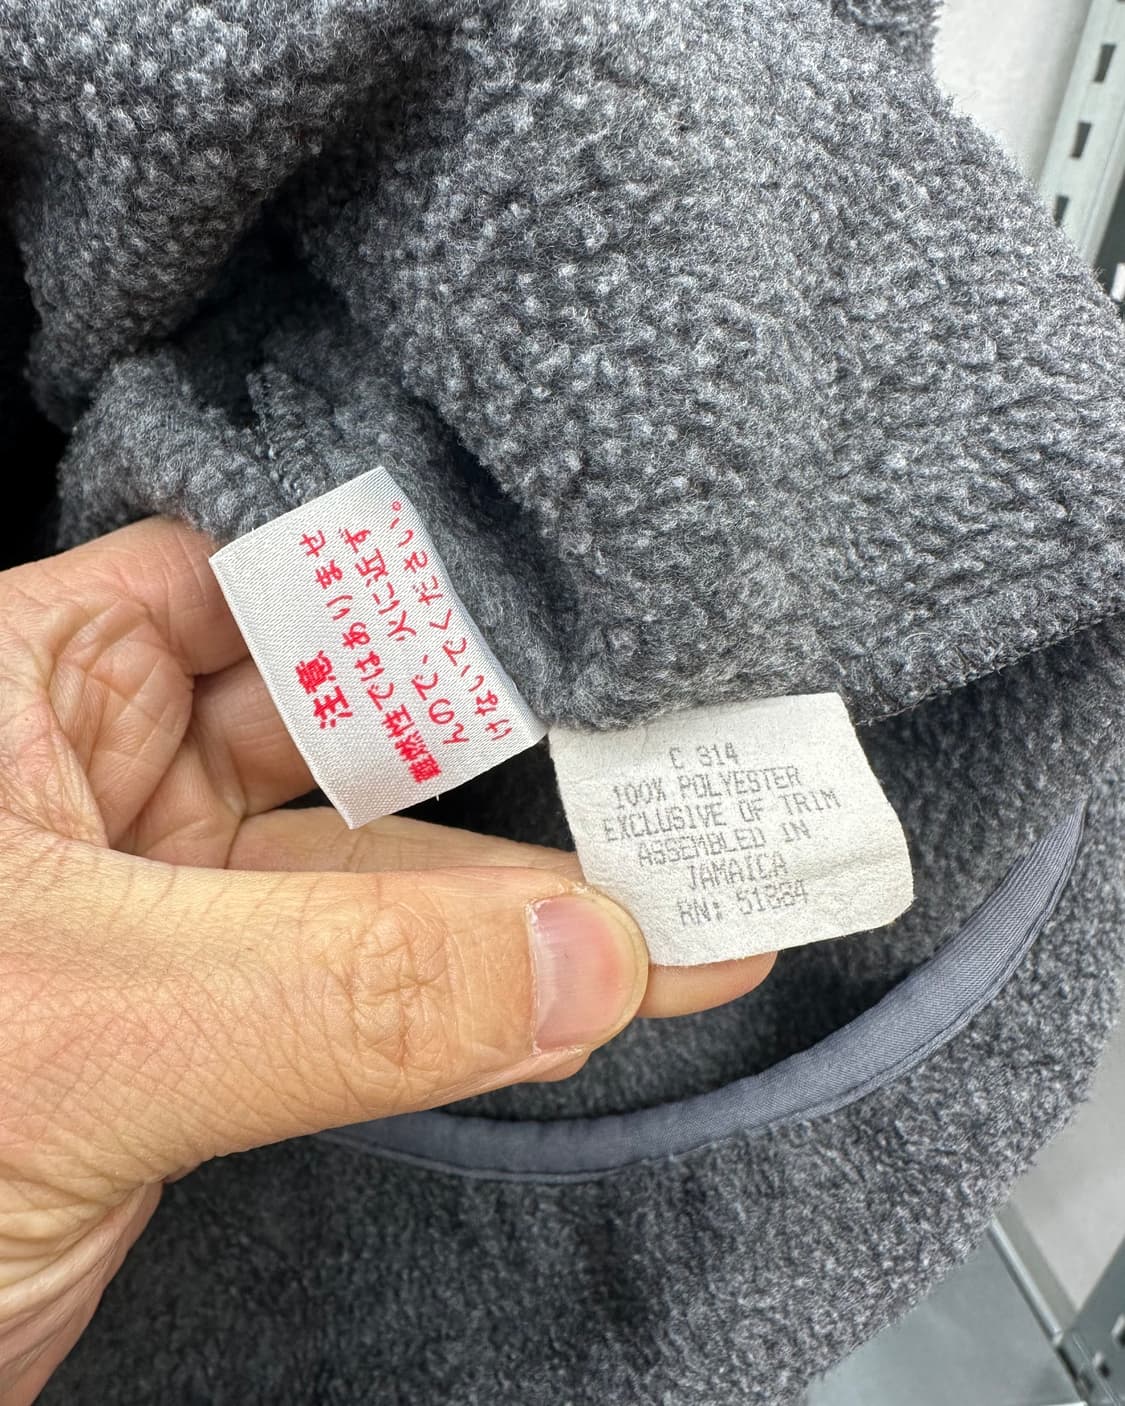 注意
難燃性ではありませ
んので、火に近ず
けないでください。
C 314
100% POLYESTER
EXCLUSIVE OF TRIM
ASSEMBLED IN
JAMAICA
RN: 51884